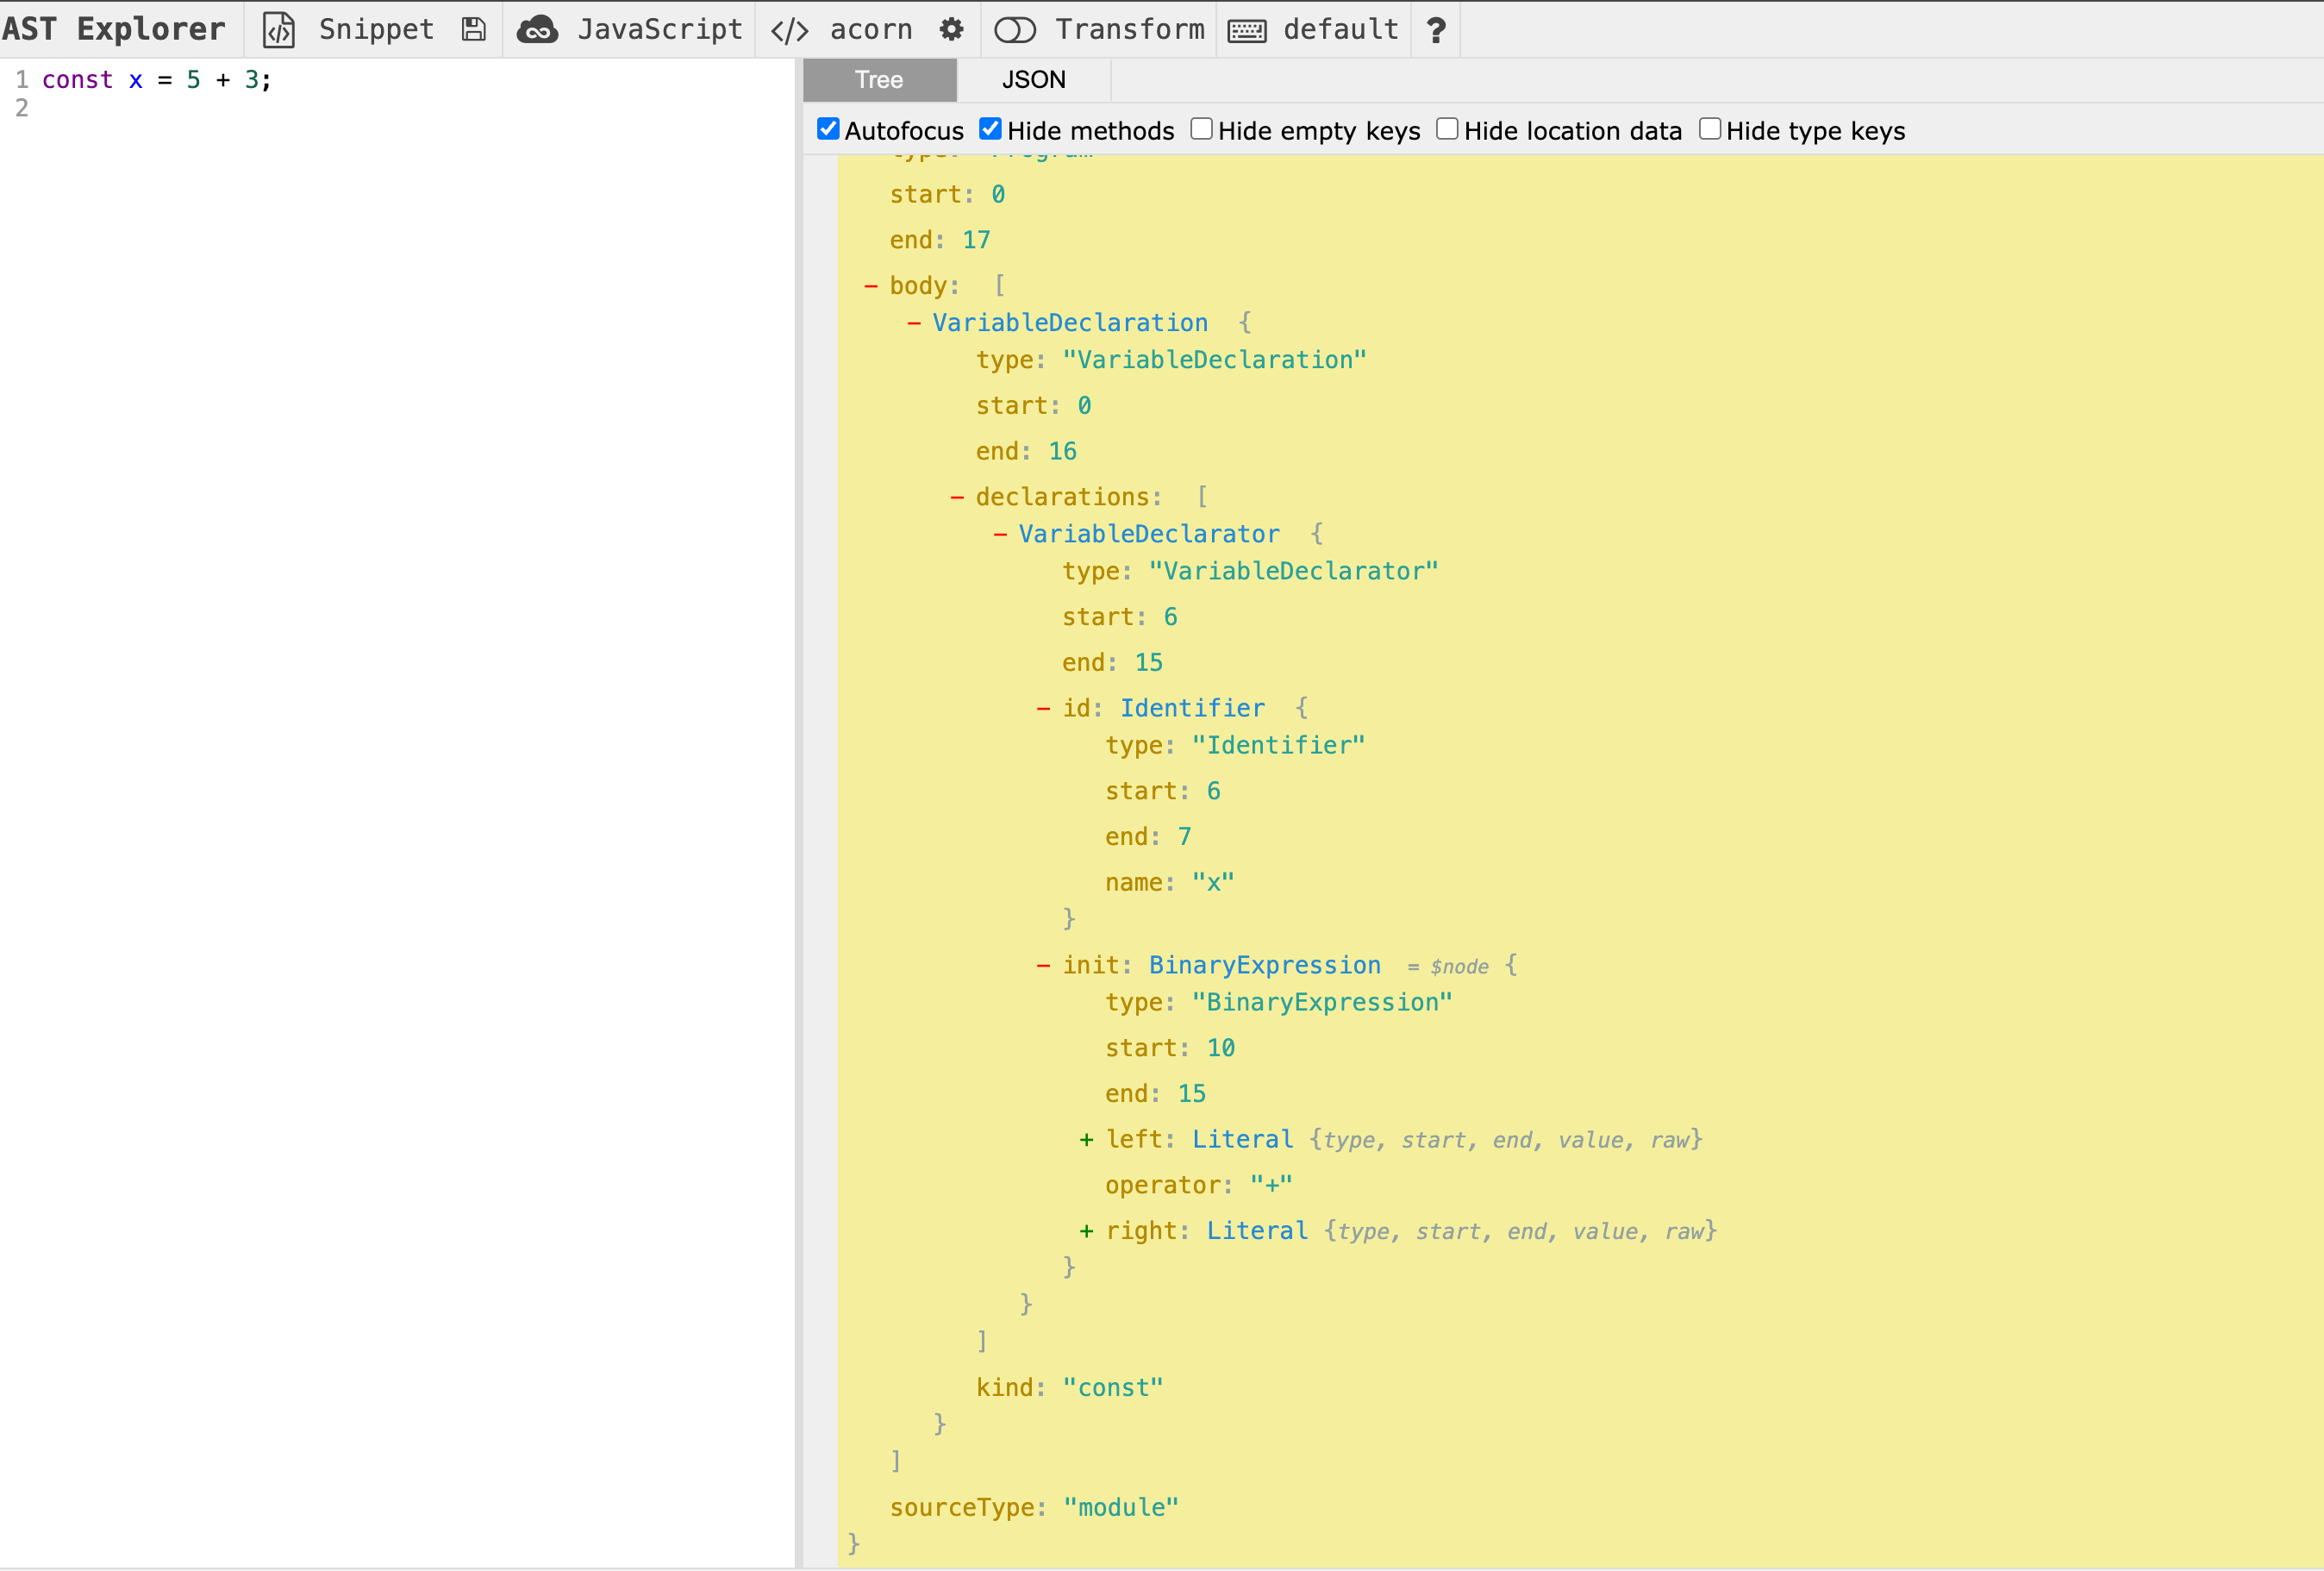 AST Explorer Snippet JavaScript </> acorn Transform default ?
1 const x = 5 + 3;
2
Tree JSON
Autofocus Hide methods Hide empty keys Hide location data Hide type keys
type: "Program"
start: 0
end: 17
- body: [
- VariableDeclaration {
type: "VariableDeclaration"
start: 0
end: 16
- declarations: [
- VariableDeclarator {
type: "VariableDeclarator"
start: 6
end: 15
- id: Identifier {
type: "Identifier"
start: 6
end: 7
name: "x"
}
- init: BinaryExpression = $node {
type: "BinaryExpression"
start: 10
end: 15
+ left: Literal {type, start, end, value, raw}
operator: "+"
+ right: Literal {type, start, end, value, raw}
}
}
]
kind: "const"
}
]
sourceType: "module"
}